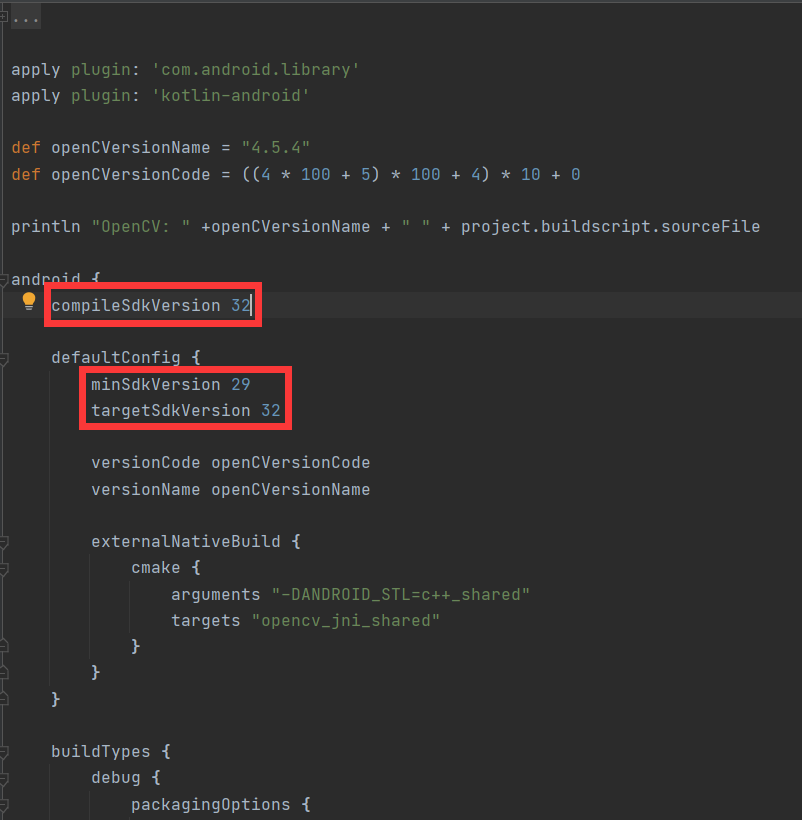 ...
apply plugin: 'com.android.library'
apply plugin: 'kotlin-android'
def openCVersionName = "4.5.4"
def openCVersionCode = ((4 * 100 + 5) * 100 + 4) * 10 + 0
println "OpenCV: " +openCVersionName + " " + project.buildscript.sourceFile
android {
compileSdkVersion 32
defaultConfig {
minSdkVersion 29
targetSdkVersion 32
versionCode openCVersionCode
versionName openCVersionName
externalNativeBuild {
cmake {
arguments "-DANDROID_STL=c++_shared"
targets "opencv_jni_shared"
}
}
}
buildTypes {
debug {
packagingOptions {